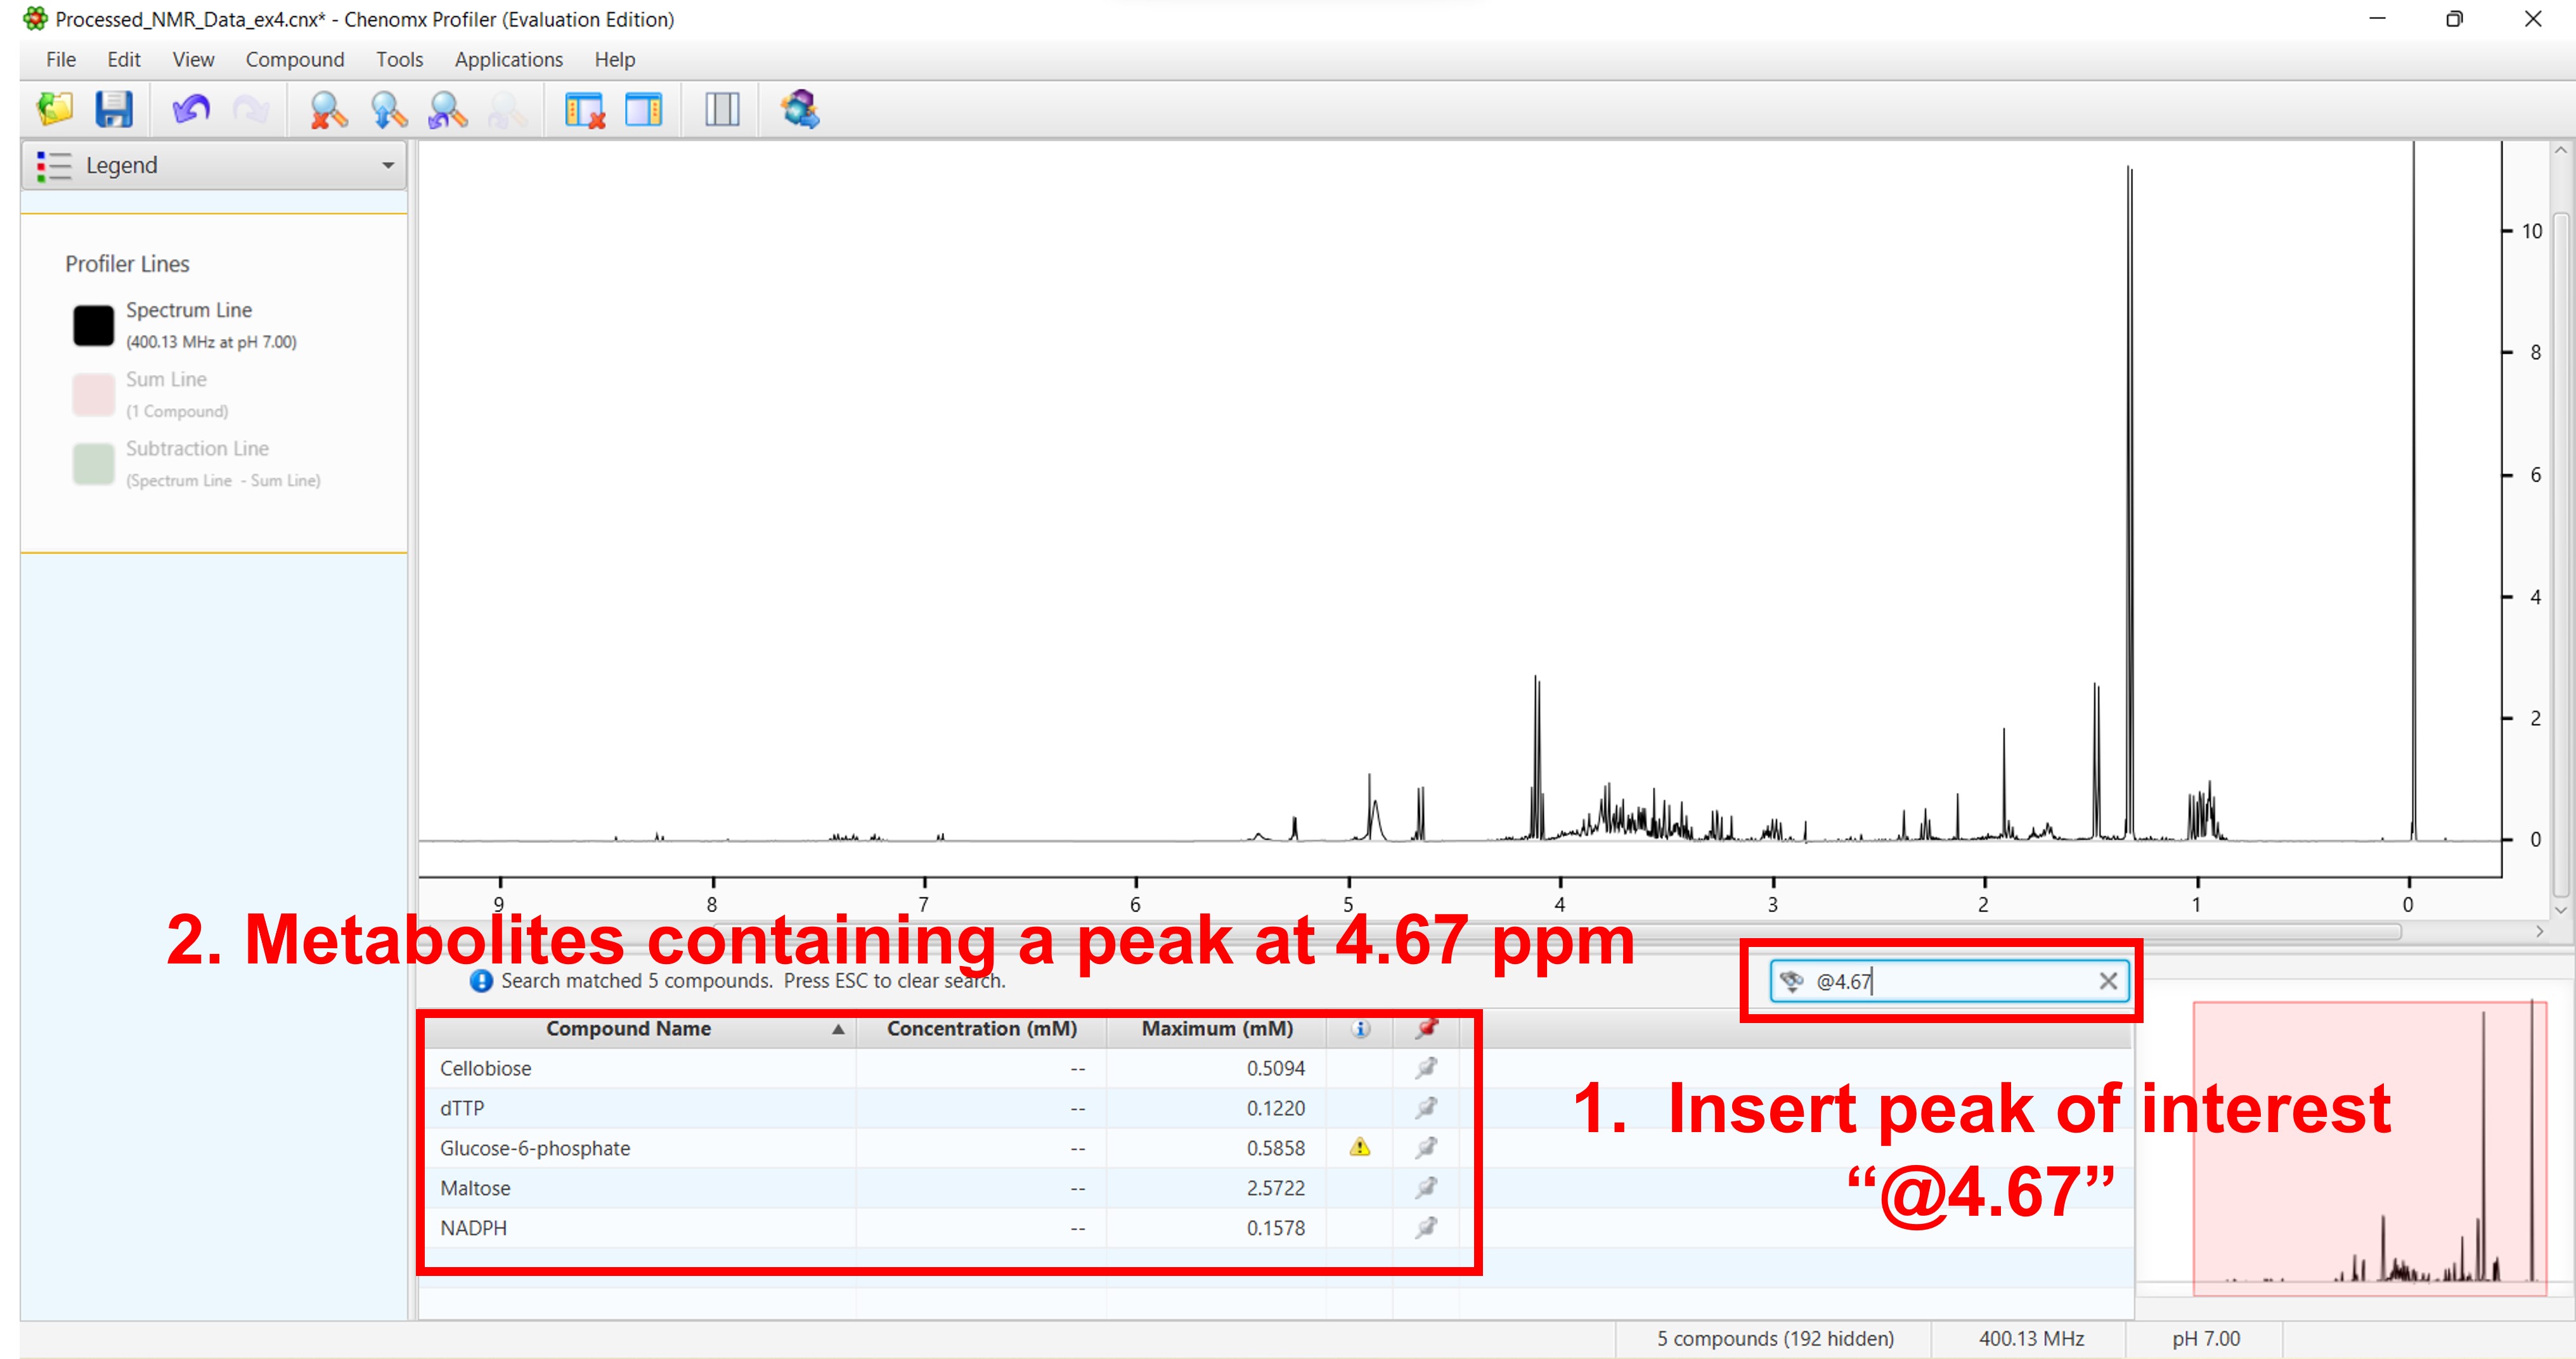 Processed_NMR_Data_ex4.cnx* - Chenomx Profiler (Evaluation Edition)
File Edit View Compound Tools Applications Help
Legend
Profiler Lines
Spectrum Line
(400.13 MHz at pH 7.00)
Sum Line
(1 Compound)
Subtraction Line
(Spectrum Line - Sum Line)
10
8
6
4
2
0
9 8 7 6 5 4 3 2 1 0
2. Metabolites containing a peak at 4.67 ppm
Search matched 5 compounds. Press ESC to clear search.
@4.67
Compound Name Concentration (mM) Maximum (mM)
Cellobiose -- 0.5094
dTTP -- 0.1220
Glucose-6-phosphate -- 0.5858
Maltose -- 2.5722
NADPH -- 0.1578
1. Insert peak of interest
“@4.67”
5 compounds (192 hidden) 400.13 MHz pH 7.00